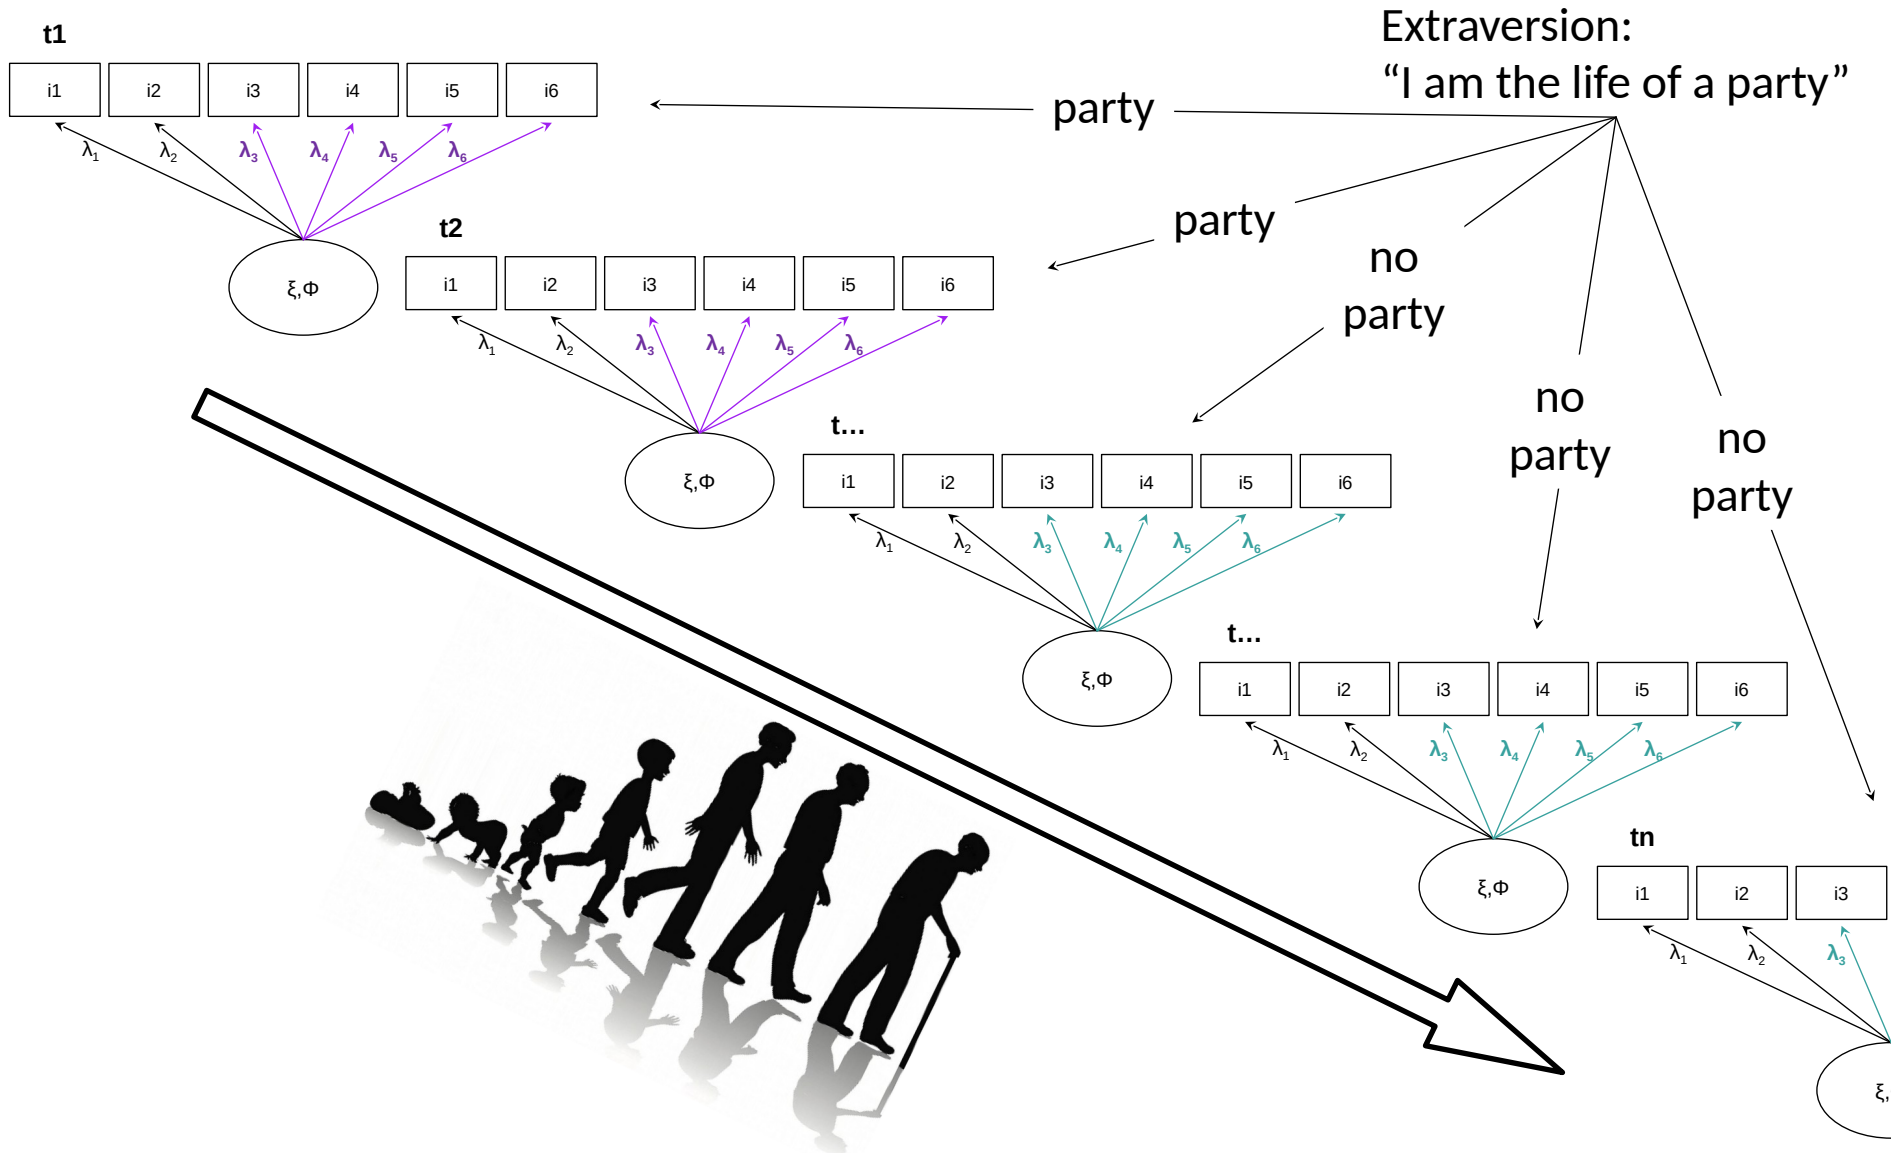 Extraversion:
“I am the life of a party”
t1
i1 i2 i3 i4 i5 i6
λ1 λ2 λ3 λ4 λ5 λ6
ξ,Φ
party
t2
i1 i2 i3 i4 i5 i6
λ1 λ2 λ3 λ4 λ5 λ6
ξ,Φ
party
t...
i1 i2 i3 i4 i5 i6
λ1 λ2 λ3 λ4 λ5 λ6
ξ,Φ
no
party
t...
i1 i2 i3 i4 i5 i6
λ1 λ2 λ3 λ4 λ5 λ6
ξ,Φ
no
party
tn
i1 i2 i3
λ1 λ2 λ3
ξ,
no
party